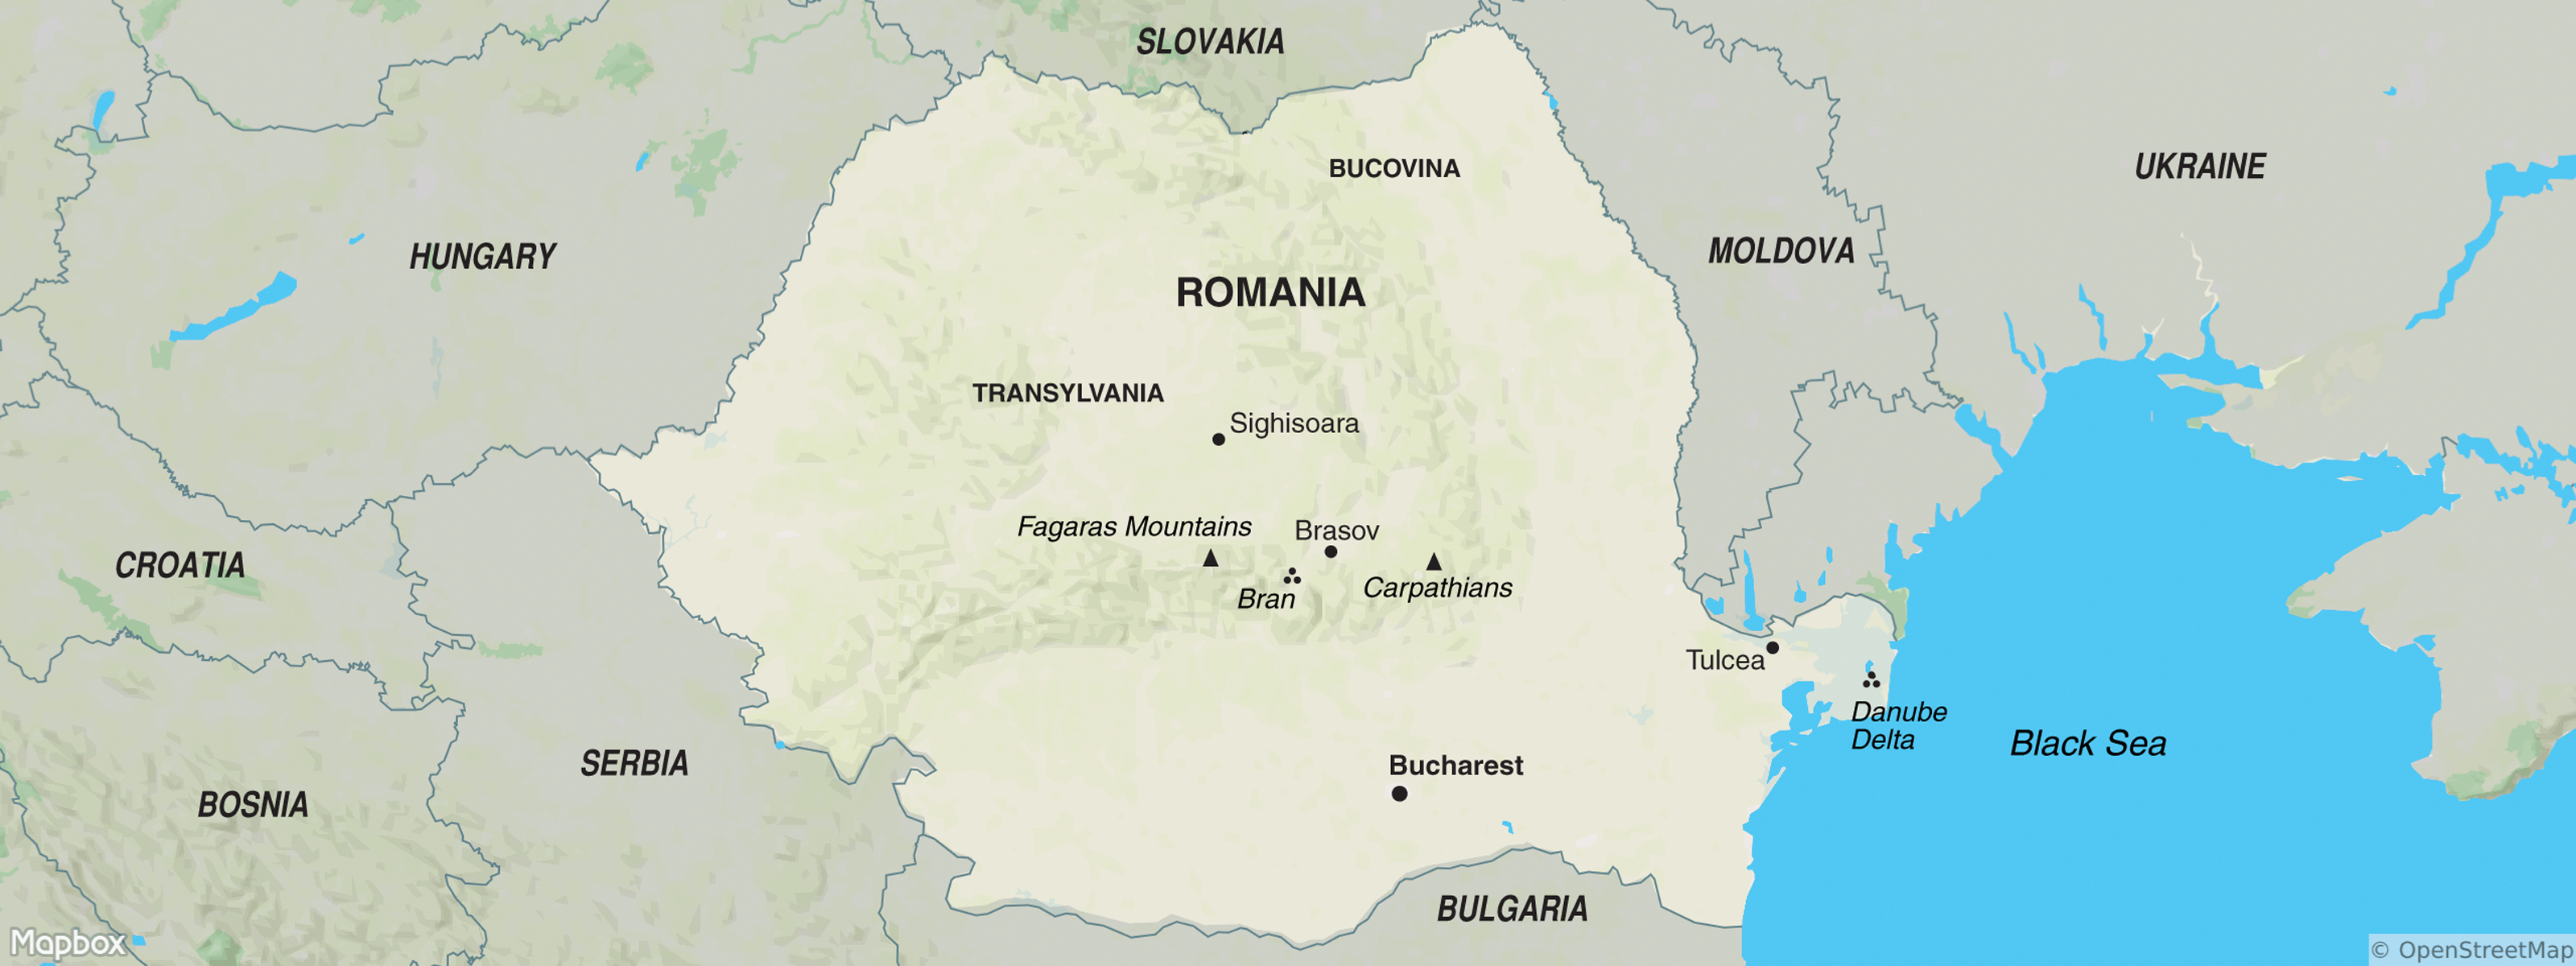 SLOVAKIA
UKRAINE
BUCOVINA
HUNGARY
MOLDOVA
ROMANIA
TRANSYLVANIA
Sighisoara
Fagaras Mountains
Brasov
CROATIA
Bran
Carpathians
Tulcea
Danube
Delta
Black Sea
SERBIA
Bucharest
BOSNIA
BULGARIA
Mapbox
© OpenStreetMap